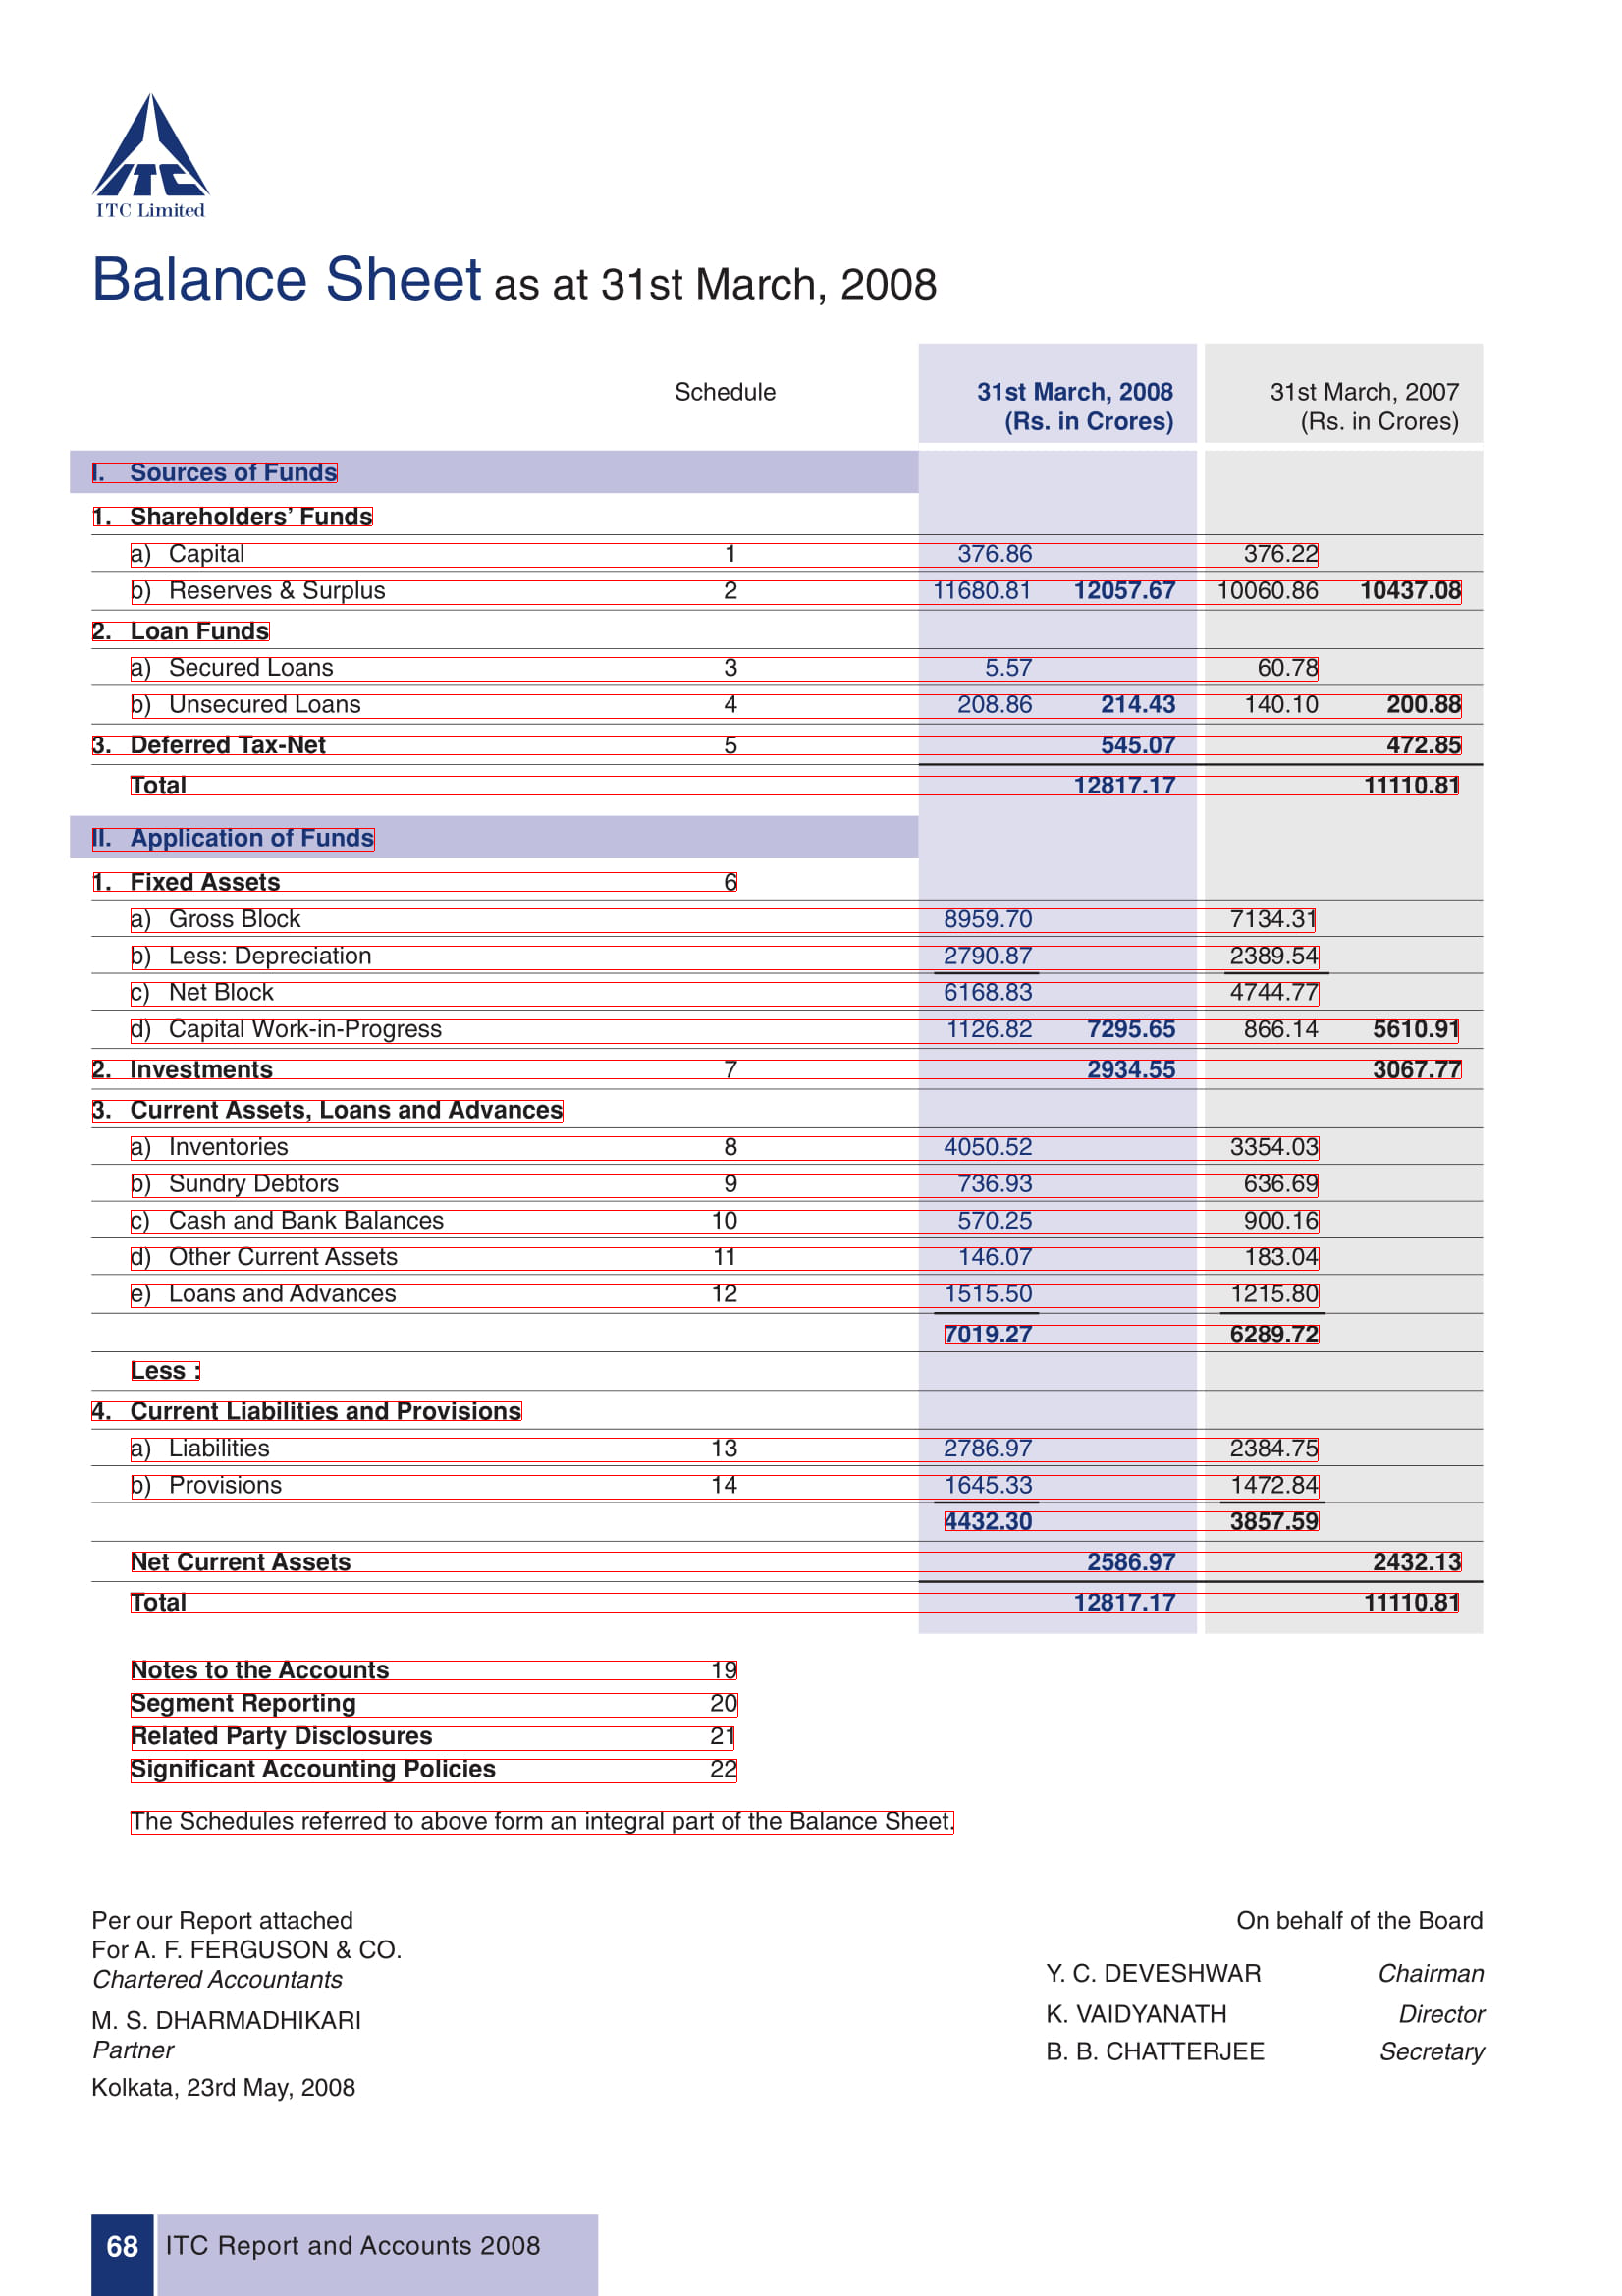 ITC
ITC Limited
Balance Sheet as at 31st March, 2008
Schedule 31st March, 2008 31st March, 2007
(Rs. in Crores) (Rs. in Crores)
I. Sources of Funds
1. Shareholders' Funds
a) Capital 1 376.86 376.22
b) Reserves & Surplus 2 11680.81 12057.67 10060.86 10437.08
2. Loan Funds
a) Secured Loans 3 5.57 60.78
b) Unsecured Loans 4 208.86 214.43 140.10 200.88
3. Deferred Tax-Net 5 545.07 472.85
Total 12817.17 11110.81
II. Application of Funds
1. Fixed Assets 6
a) Gross Block 8959.70 7134.31
b) Less: Depreciation 2790.87 2389.54
c) Net Block 6168.83 4744.77
d) Capital Work-in-Progress 1126.82 7295.65 866.14 5610.91
2. Investments 7 2934.55 3067.77
3. Current Assets, Loans and Advances
a) Inventories 8 4050.52 3354.03
b) Sundry Debtors 9 736.93 636.69
c) Cash and Bank Balances 10 570.25 900.16
d) Other Current Assets 11 146.07 183.04
e) Loans and Advances 12 1515.50 1215.80
7019.27 6289.72
Less :
4. Current Liabilities and Provisions
a) Liabilities 13 2786.97 2384.75
b) Provisions 14 1645.33 1472.84
4432.30 3857.59
Net Current Assets 2586.97 2432.13
Total 12817.17 11110.81
Notes to the Accounts 19
Segment Reporting 20
Related Party Disclosures 21
Significant Accounting Policies 22
The Schedules referred to above form an integral part of the Balance Sheet.
Per our Report attached
For A. F. FERGUSON & CO.
Chartered Accountants
M. S. DHARMADHIKARI
Partner
Kolkata, 23rd May, 2008
On behalf of the Board
Y. C. DEVESHWAR Chairman
K. VAIDYANATH Director
B. B. CHATTERJEE Secretary
68 ITC Report and Accounts 2008